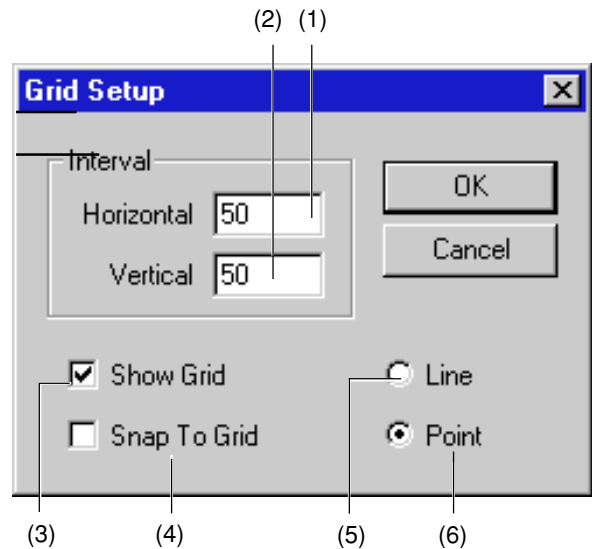 (2) (1)
Grid Setup
Interval
Horizontal 50
OK
Vertical 50
Cancel
Show Grid
Line
Snap To Grid
Point
(3) (4) (5) (6)